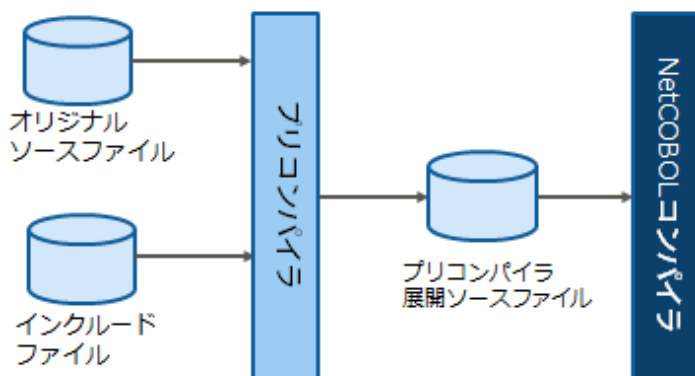 オリジナル
ソースファイル
プリコンパイラ
インクルード
ファイル
プリコンパイラ
展開ソースファイル
NetCOBOLコンパイラ